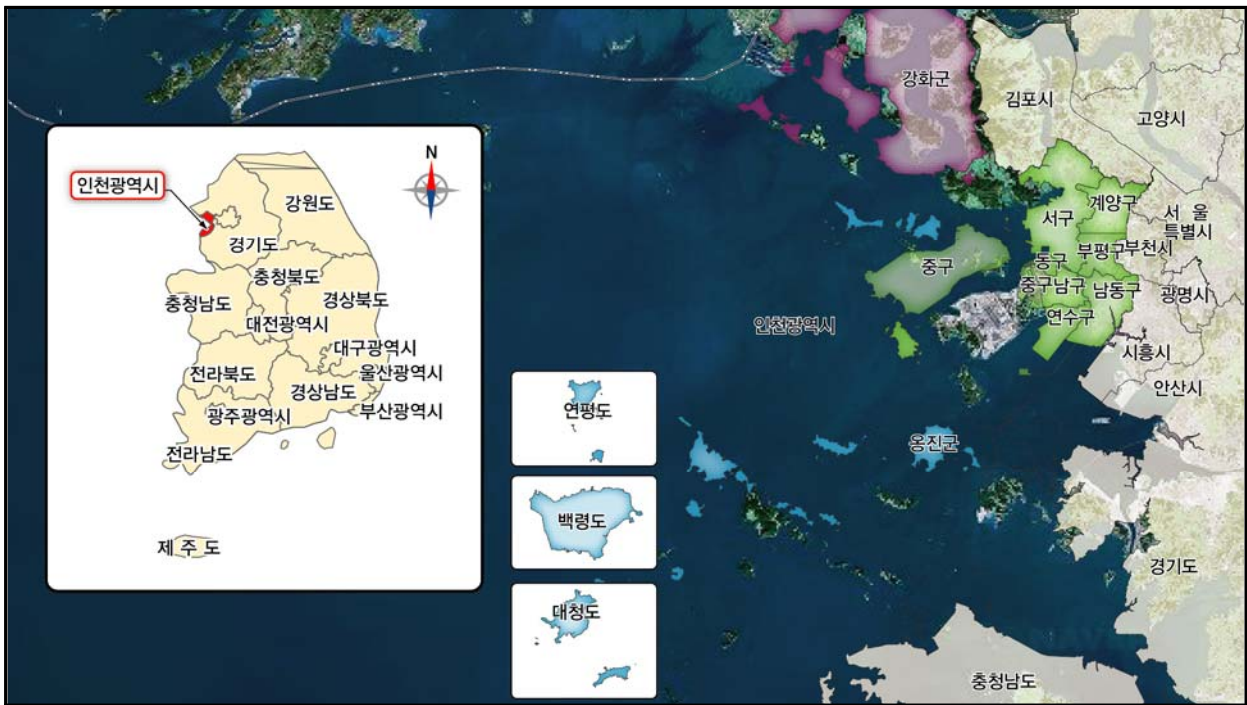 인천광역시
N
강원도
경기도
충청북도
충청남도
경상북도
대전광역시
대구광역시
전라북도
울산광역시
경상남도
광주광역시
부산광역시
전라남도
제 주 도
연평도
백령도
대청도
강화군
김포시
고양시
계양구
서구
서 울
특별시
부평구
부천시
중구
동구
중구
남구
남동구
광명시
연수구
인천광역시
시흥시
안산시
옹진군
경기도
충청남도